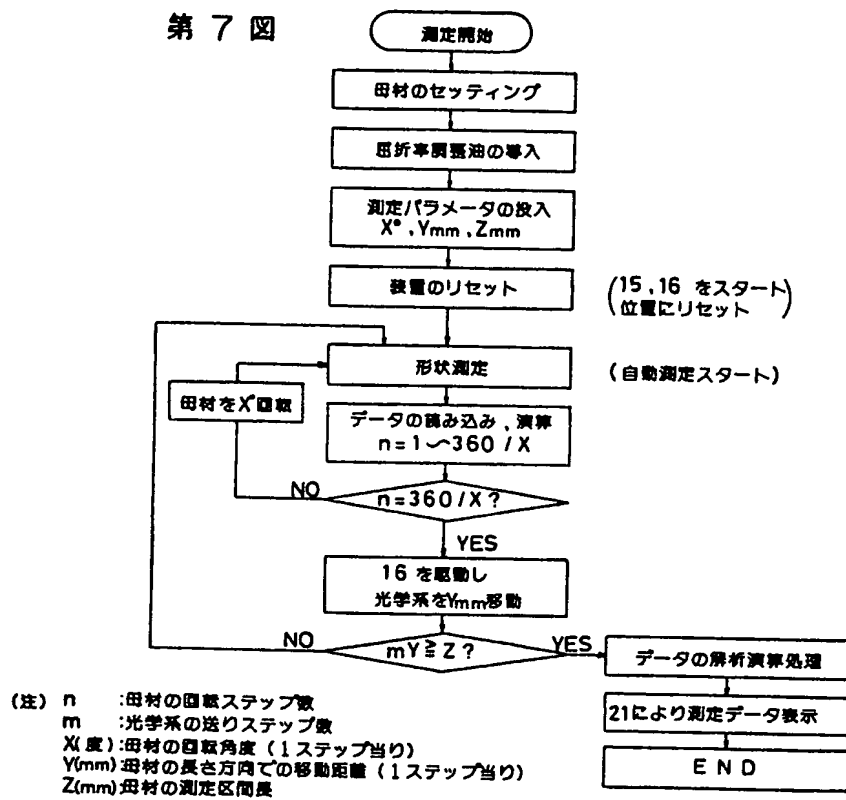 第7図
測定開始
母材のセッティング
屈折率調整油の導入
測定パラメータの投入
X°,Ymm,Zmm
装置のリセット
(15,16 をスタート
位置にリセット)
形状測定
(自動測定スタート)
母材をX°回転
データの読み込み,演算
n=1〜360/X
NO
n=360/X?
YES
16を駆動し
光学系をYmm移動
NO
mY≧Z?
YES
データの解析演算処理
21により測定データ表示
END
(注) n :母材の回転ステップ数
m :光学系の送りステップ数
X(度):母材の回転角度(1ステップ当り)
Y(mm):母材の長さ方向での移動距離(1ステップ当り)
Z(mm):母材の測定区間長